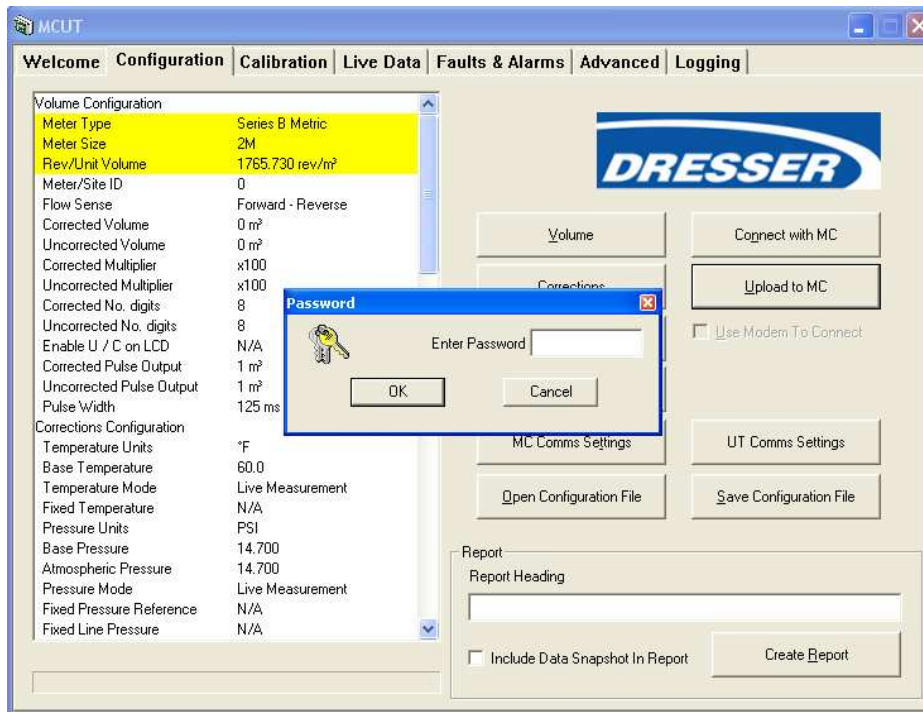 MCUT
Welcome Configuration Calibration Live Data Faults & Alarms Advanced Logging
Volume Configuration
Meter Type Series B Metric
Meter Size 2M
Rev/Unit Volume 1765.730 rev/m³
Meter/Site ID 0
Flow Sense Forward - Reverse
Corrected Volume 0 m³
Uncorrected Volume 0 m³
Corrected Multiplier x100
Uncorrected Multiplier x100
Corrected No. digits 8
Uncorrected No. digits 8
Enable U / C on LCD N/A
Corrected Pulse Output 1 m³
Uncorrected Pulse Output 1 m³
Pulse Width 125 ms
Corrections Configuration
Temperature Units °F
Base Temperature 60.0
Temperature Mode Live Measurement
Fixed Temperature N/A
Pressure Units PSI
Base Pressure 14.700
Atmospheric Pressure 14.700
Pressure Mode Live Measurement
Fixed Pressure Reference N/A
Fixed Line Pressure N/A
DRESSER
Volume
Connect with MC
Corrections
Upload to MC
Use Modem To Connect
Password
Enter Password
OK
Cancel
MC Comms Settings
UT Comms Settings
Open Configuration File
Save Configuration File
Report
Report Heading
Include Data Snapshot In Report
Create Report